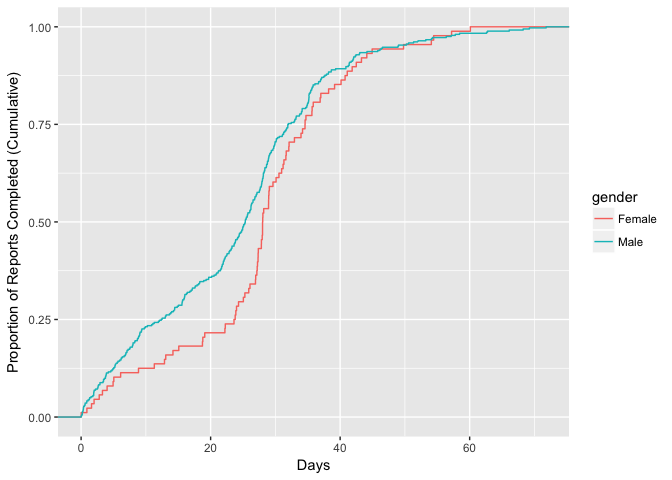 Proportion of Reports Completed (Cumulative)
1.00
0.75
0.50
0.25
0.00
0
20
40
60
Days
gender
Female
Male